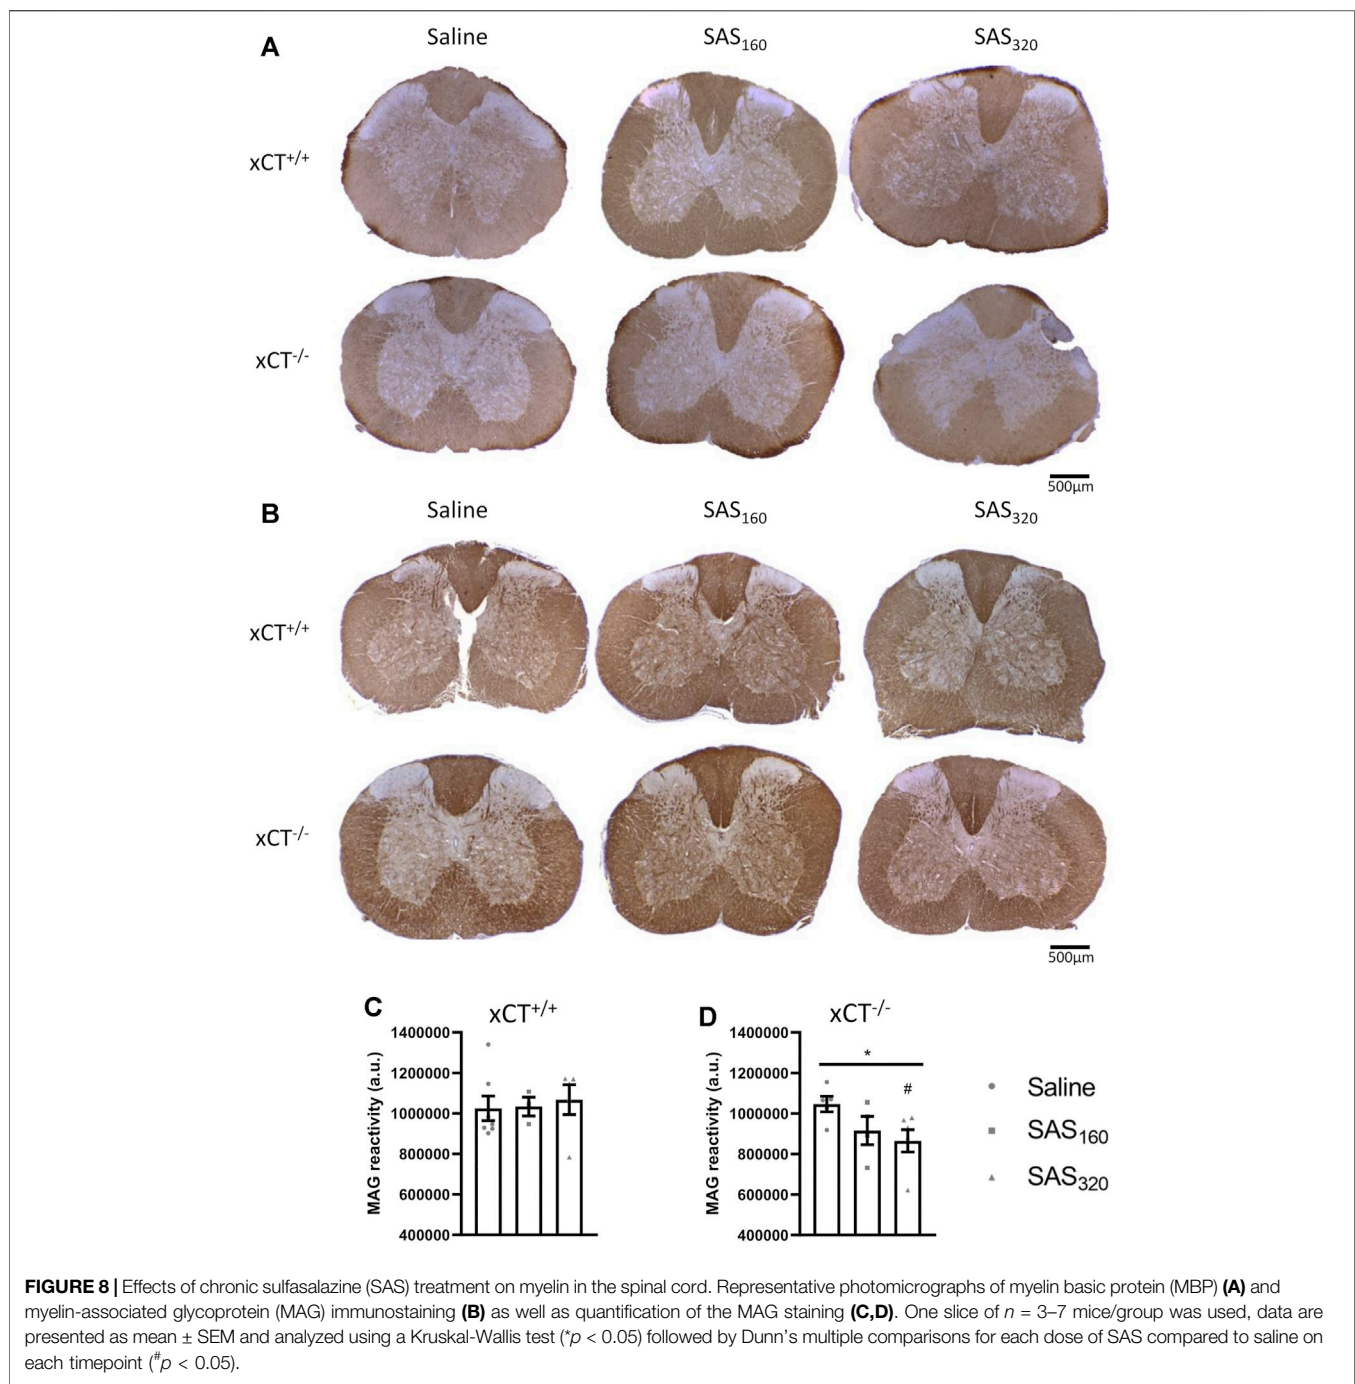 A
Saline SAS160 SAS320
xCT+/+
xCT-/-
500µm
B
Saline SAS160 SAS320
xCT+/+
xCT-/-
500µm
C
xCT+/+
MAG reactivity (a.u.)
1400000
1200000
1000000
800000
600000
400000
D
xCT-/-
MAG reactivity (a.u.)
1400000
1200000
1000000
800000
600000
400000
*
#
Saline
SAS160
SAS320
FIGURE 8 | Effects of chronic sulfasalazine (SAS) treatment on myelin in the spinal cord. Representative photomicrographs of myelin basic protein (MBP) (A) and
myelin-associated glycoprotein (MAG) immunostaining (B) as well as quantification of the MAG staining (C,D). One slice of n = 3–7 mice/group was used, data are
presented as mean ± SEM and analyzed using a Kruskal-Wallis test (*p < 0.05) followed by Dunn's multiple comparisons for each dose of SAS compared to saline on
each timepoint (#p < 0.05).